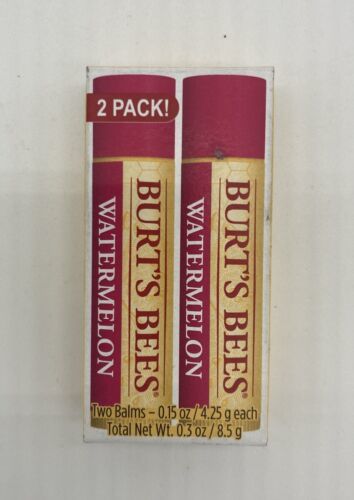 2 PACK!
BURT'S BEES®
WATERMELON
BURT'S BEES®
WATERMELON
Two Balms – 0.15 oz / 4.25 g each
Total Net Wt. 0.3 oz / 8.5 g